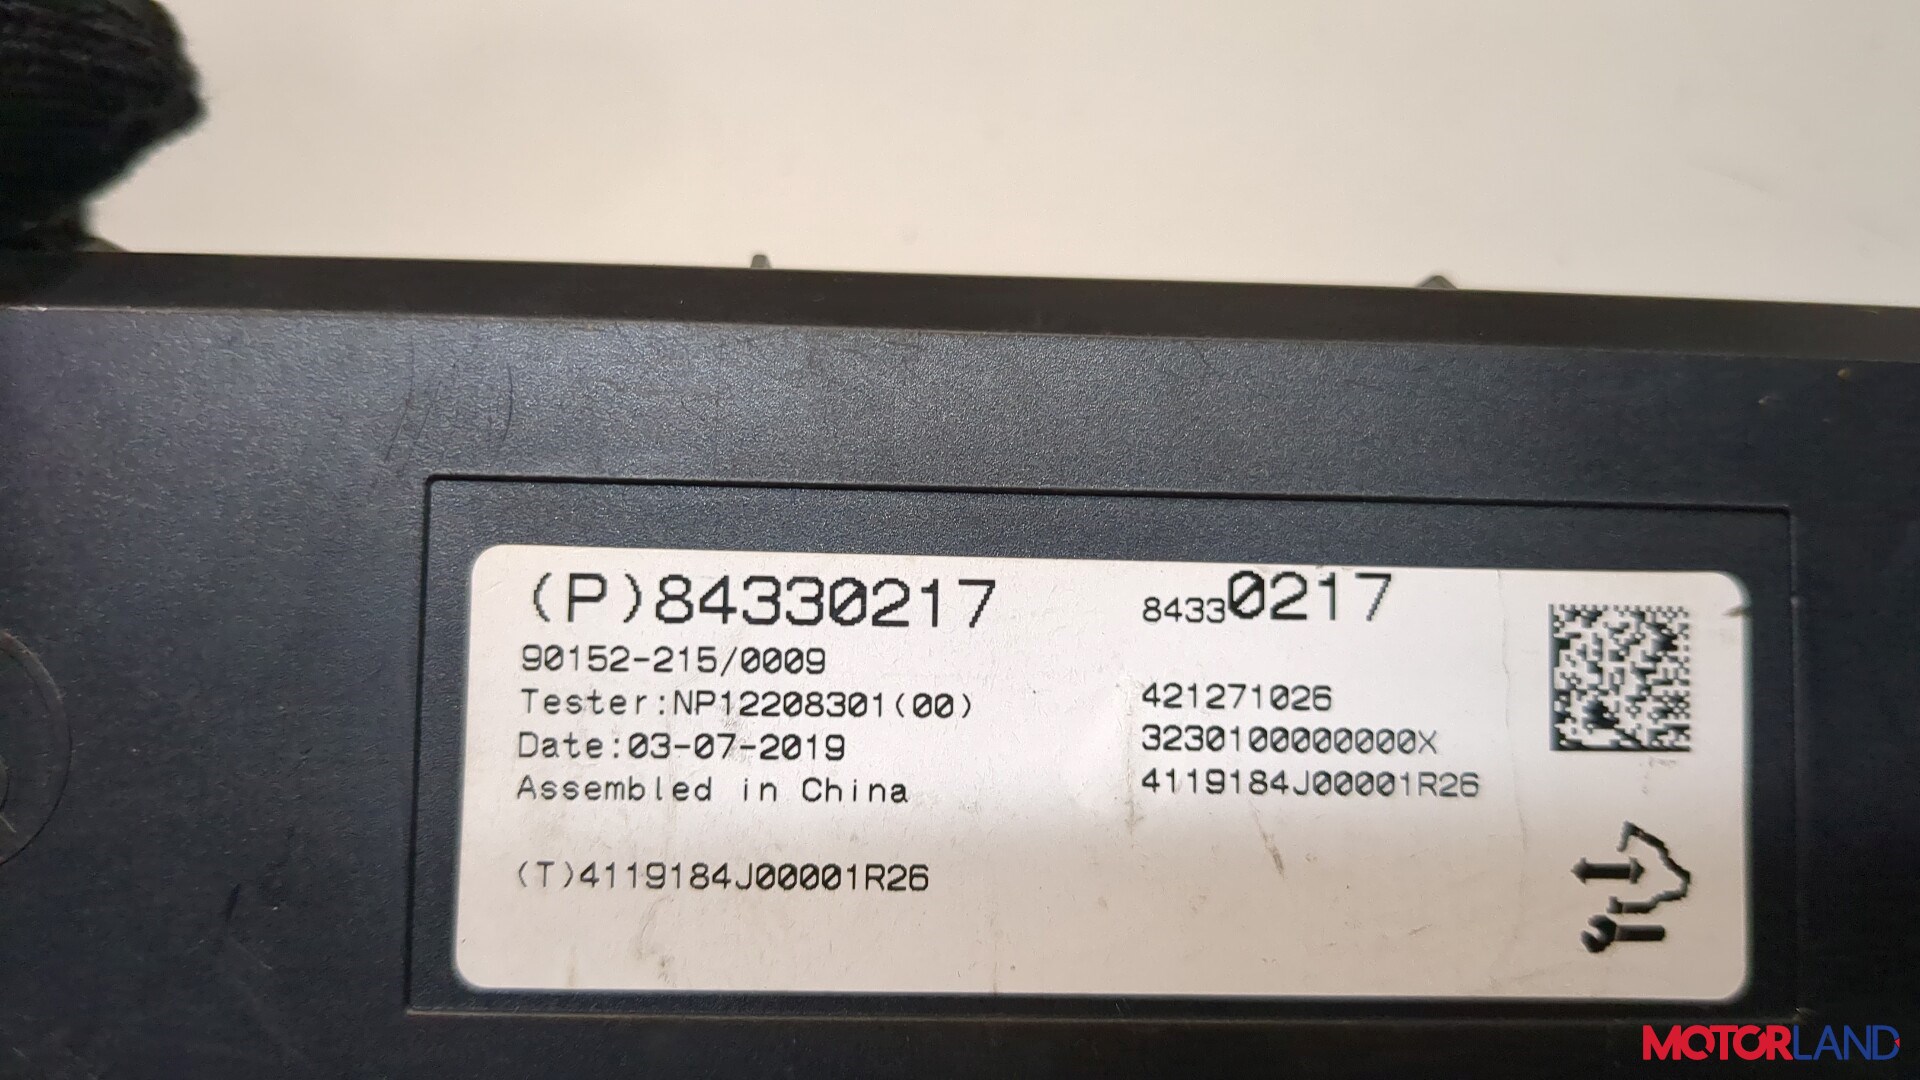 (P)84330217
90152-215/0009
Tester:NP12208301(00)
Date:03-07-2019
Assembled in China
(T)4119184J00001R26
84330217
421271026
3230100000000X
4119184J00001R26
MOTORLAND